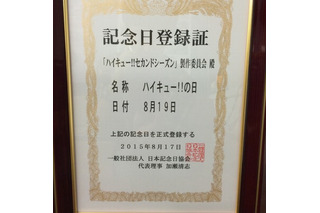 記念日登録証
「ハイキュー!!セカンドシーズン」製作委員会 殿
名称 ハイキュー!!の日
日付 8月19日
上記の記念日を正式登録する
2015年8月17日
一般社団法人 日本記念日協会
代表理事 加瀬清志